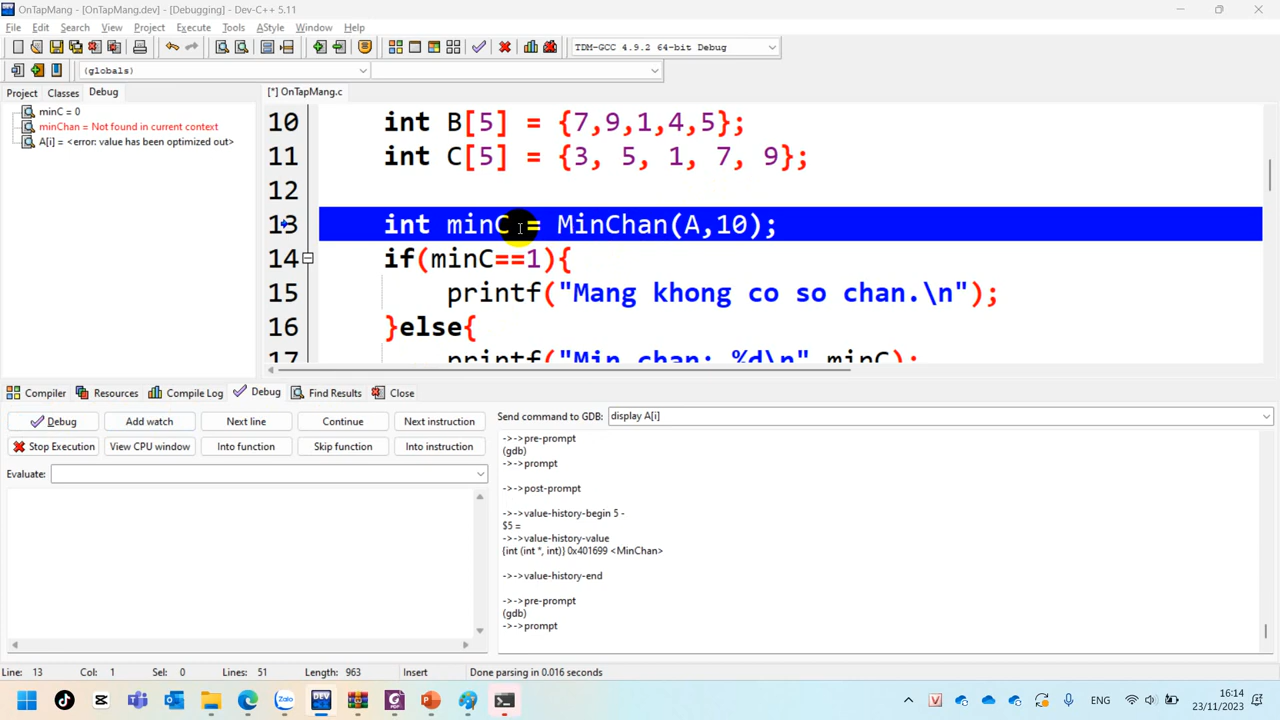 OnTapMang - [OnTapMang.dev] - [Debugging] - Dev-C++ 5.11
File Edit Search View Project Execute Tools AStyle Window Help
TDM-GCC 4.9.2 64-bit Debug
(globals)
Project Classes Debug
[*] OnTapMang.c
minC = 0
minChan = Not found in current context
A[i] = <error: value has been optimized out>
10 int B[5] = {7,9,1,4,5};
11 int C[5] = {3, 5, 1, 7, 9};
12
13 int minC = MinChan(A,10);
14 if(minC==1){
15 printf("Mang khong co so chan.\n");
16 }else{
17 printf("Min chan: %d\n" minC);
Compiler Resources Compile Log Debug Find Results Close
Debug Add watch Next line Continue Next instruction
Stop Execution View CPU window Into function Skip function Into instruction
Evaluate:
Send command to GDB: display A[i]
->->pre-prompt
(gdb)
->->prompt
->->post-prompt
->->value-history-begin 5 -
$5 =
->->value-history-value
{int (int *, int)} 0x401699 <MinChan>
->->value-history-end
->->pre-prompt
(gdb)
->->prompt
Line: 13 Col: 1 Sel: 0 Lines: 51 Length: 963 Insert Done parsing in 0.016 seconds
ENG
16:14
23/11/2023